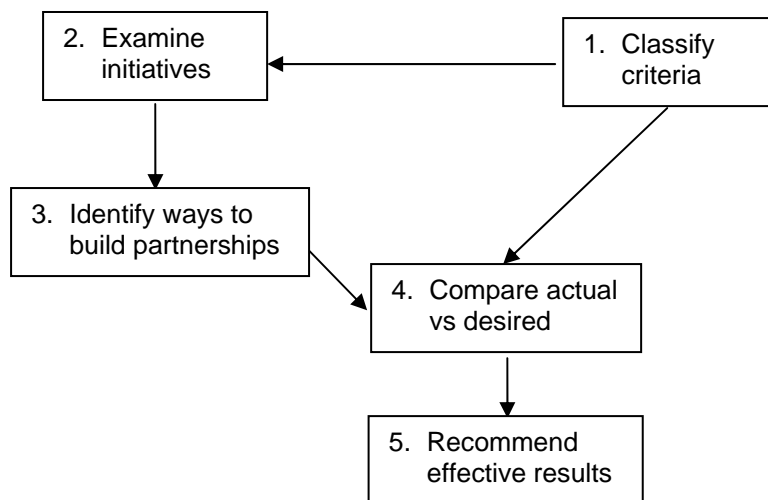 2. Examine
initiatives
1. Classify
criteria
3. Identify ways to
build partnerships
4. Compare actual
vs desired
5. Recommend
effective results